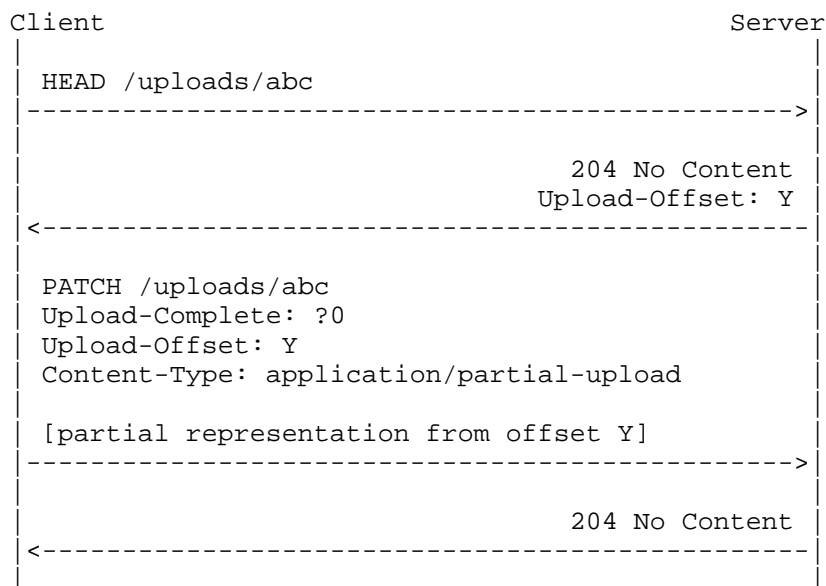 Client Server
HEAD /uploads/abc
204 No Content
Upload-Offset: Y
PATCH /uploads/abc
Upload-Complete: ?0
Upload-Offset: Y
Content-Type: application/partial-upload
[partial representation from offset Y]
204 No Content